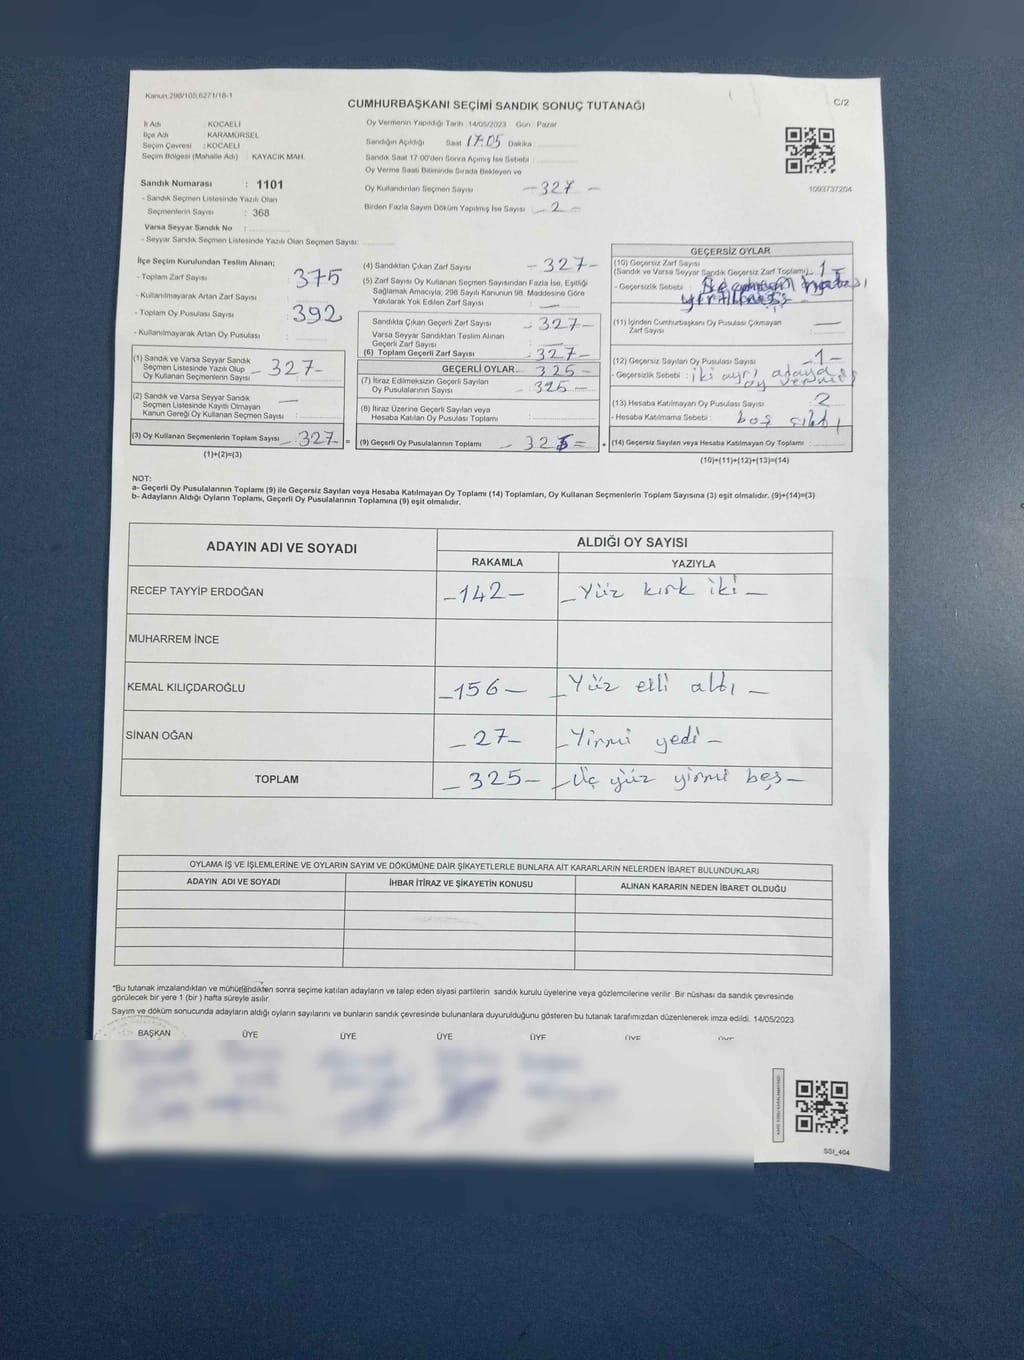 Kanun:298/105;6271/18-1
CUMHURBAŞKANI SEÇİMİ SANDIK SONUÇ TUTANAĞI
C/2
İli Adı : KOCAELİ
İlçe Adı : KARAMÜRSEL
Seçim Çevresi : KOCAELİ
Seçim Bölgesi (Mahalle Adı) : KAYACIK MAH.
Sandık Numarası : 1101
- Sandık Seçmen Listesinde Yazılı Olan
Seçmenlerin Sayısı : 368
Varsa Seyyar Sandık No :
- Seyyar Sandık Seçmen Listesinde Yazılı Olan Seçmen Sayısı:
Oy Vermenin Yapıldığı Tarih :14/05/2023 Gün : Pazar
Sandığın Açıldığı Saat 17:05 Dakika
Sandık Saat 17.00'den Sonra Açımış İse Sebebi :
Oy Verme Saati Bitiminde Sırada Bekleyen ve
Oy Kullandırılan Seçmen Sayısı - 327 -
Birden Fazla Sayım Döküm Yapılmış İse Sayısı - 2 -
1093737204
İlçe Seçim Kurulundan Teslim Alınan;
- Toplam Zarf Sayısı : 375
- Kullanılmayarak Artan Zarf Sayısı :
- Toplam Oy Pusulası Sayısı : 392
- Kullanılmayarak Artan Oy Pusulası :
(1) Sandık ve Varsa Seyyar Sandık
Seçmen Listesinde Yazılı Olup
Oy Kullanan Seçmenlerin Sayısı - 327-
(2) Sandık ve Varsa Seyyar Sandık
Seçmen Listesinde Kayıtlı Olmayan
Kanun Gereği Oy Kullanan Seçmen Sayısı : —
(3) Oy Kullanan Seçmenlerin Toplam Sayısı - 327- =
(1)+(2)=(3)
(4) Sandıktan Çıkan Zarf Sayısı - 327-
(5) Zarf Sayısı Oy Kullanan Seçmen Sayısından Fazla İse, Eşitliği
Sağlamak Amacıyla, 298 Sayılı Kanunun 98. Maddesine Göre
Yakılarak Yok Edilen Zarf Sayısı : —
Sandıkta Çıkan Geçerli Zarf Sayısı - 327-
Varsa Seyyar Sandıktan Teslim Alınan
Geçerli Zarf Sayısı :
(6) Toplam Geçerli Zarf Sayısı - 327-
GEÇERLİ OYLAR - 325 -
(7) İtiraz Edilmeksizin Geçerli Sayılan
Oy Pusulalarının Sayısı - 325 -
(8) İtiraz Üzerine Geçerli Sayılan veya
Hesaba Katılan Oy Pusulası Toplamı :
(9) Geçerli Oy Pusulalarının Toplamı - 325 = +
GEÇERSİZ OYLAR
(10) Geçersiz Zarf Sayısı
(Sandık ve Varsa Seyyar Sandık Geçersiz Zarf Toplamı) - 1 -
- Geçersizlik Sebebi :
yırtılmış
(11) İçinden Cumhurbaşkanı Oy Pusulası Çıkmayan
Zarf Sayısı —
(12) Geçersiz Sayılan Oy Pusulası Sayısı -1-
- Geçersizlik Sebebi : iki ayrı adaya
oy vermiş
(13) Hesaba Katılmayan Oy Pusulası Sayısı : 2
- Hesaba Katılmama Sebebi : boş çıktı
(14) Geçersiz Sayılan veya Hesaba Katılmayan Oy Toplamı :
(10)+(11)+(12)+(13)=(14)
NOT:
a- Geçerli Oy Pusulalarının Toplamı (9) ile Geçersiz Sayılan veya Hesaba Katılmayan Oy Toplamı (14) Toplamları, Oy Kullanan Seçmenlerin Toplam Sayısına (3) eşit olmalıdır. (9)+(14)=(3)
b- Adayların Aldığı Oyların Toplamı, Geçerli Oy Pusulalarının Toplamına (9) eşit olmalıdır.
ADAYIN ADI VE SOYADI
ALDIĞI OY SAYISI
RAKAMLA YAZIYLA
RECEP TAYYİP ERDOĞAN -142- - Yüz kırk iki -
MUHARREM İNCE
KEMAL KILIÇDAROĞLU -156- - Yüz elli altı -
SİNAN OĞAN - 27- - Yirmi yedi -
TOPLAM - 325- - Üç yüz yirmi beş -
OYLAMA İŞ VE İŞLEMLERİNE VE OYLARIN SAYIM VE DÖKÜMÜNE DAİR ŞİKAYETLERLE BUNLARA AİT KARARLARIN NELERDEN İBARET BULUNDUKLARI
ADAYIN ADI VE SOYADI İHBAR İTİRAZ VE ŞİKAYETİN KONUSU ALINAN KARARIN NEDEN İBARET OLDUĞU
*Bu tutanak imzalandıktan ve mühürlendikten sonra seçime katılan adayların ve talep eden siyasi partilerin sandık kurulu üyelerine veya gözlemcilerine verilir. Bir nüshası da sandık çevresinde
görülecek bir yere 1 (bir) hafta süreyle asılır.
Sayım ve döküm sonucunda adayların aldığı oyların sayılarını ve bunların sandık çevresinde bulunanlara duyurulduğunu gösteren bu tutanak tarafımızdan düzenlenerek imza edildi. 14/05/2023
BAŞKAN ÜYE ÜYE ÜYE ÜYE ÜYE ÜYE
SSI_404